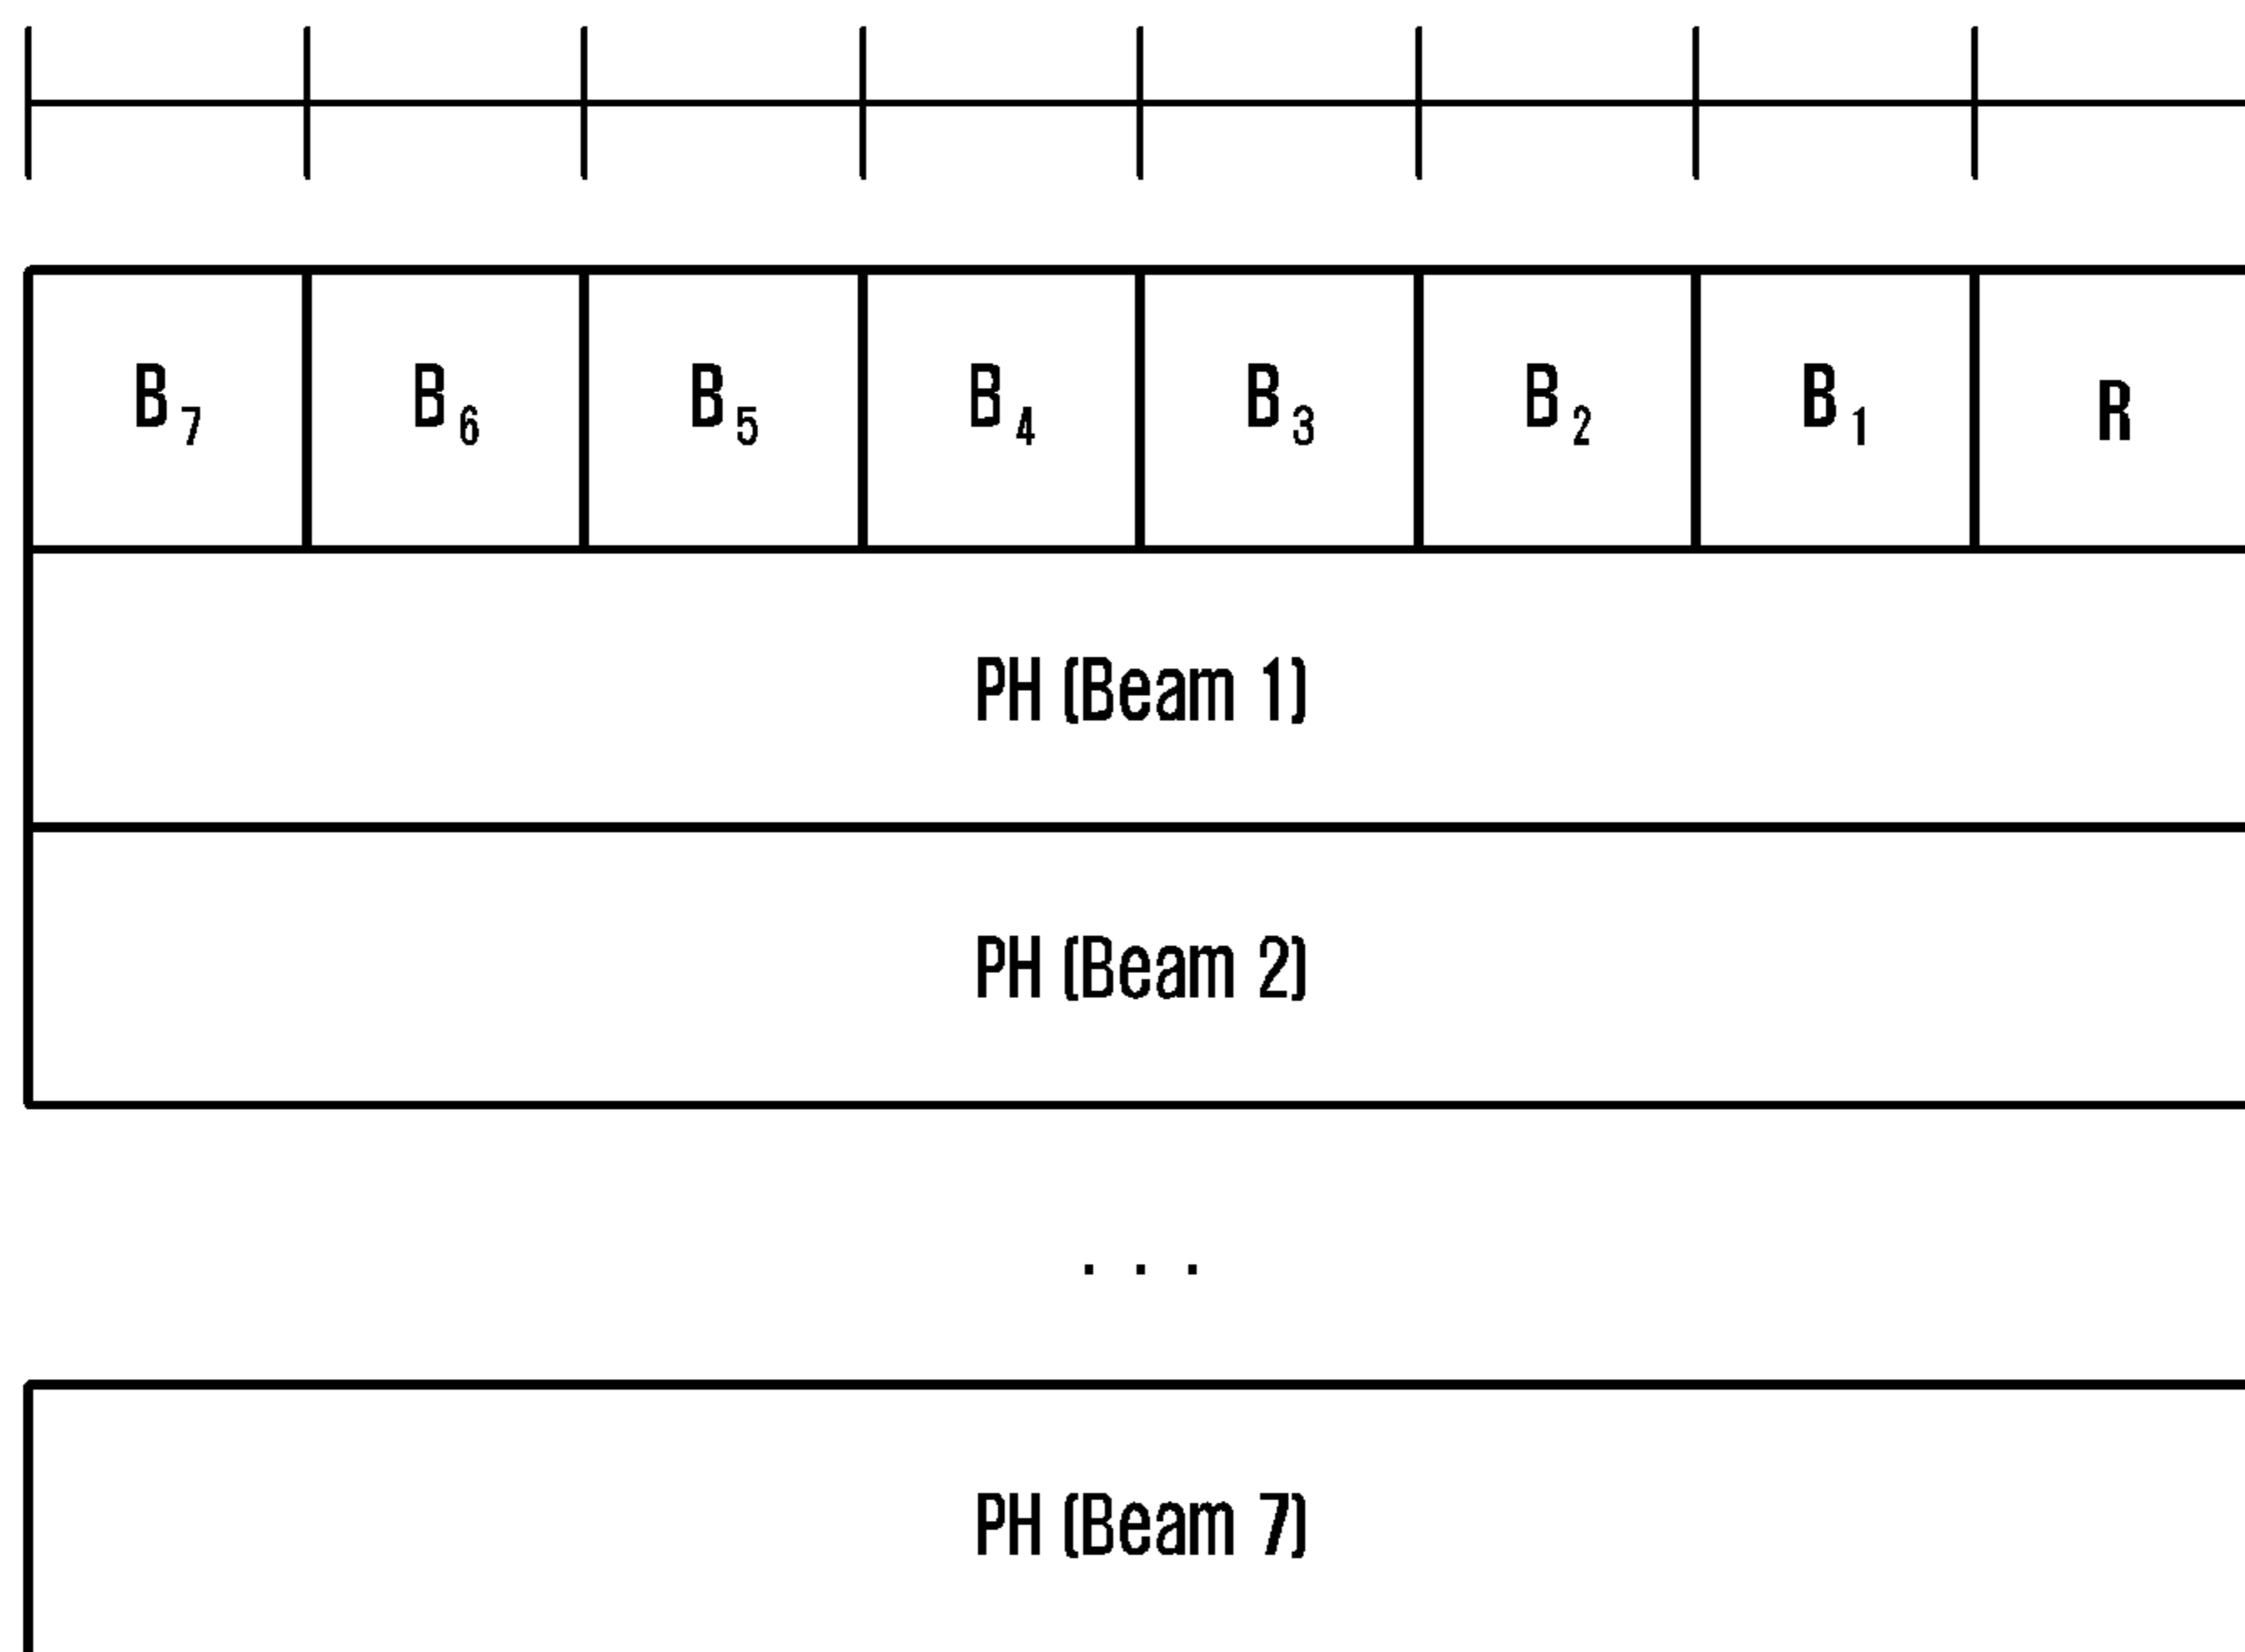 B7 B6 B5 B4 B3 B2 B1 R
PH (Beam 1)
PH (Beam 2)
. . .
PH (Beam 7)